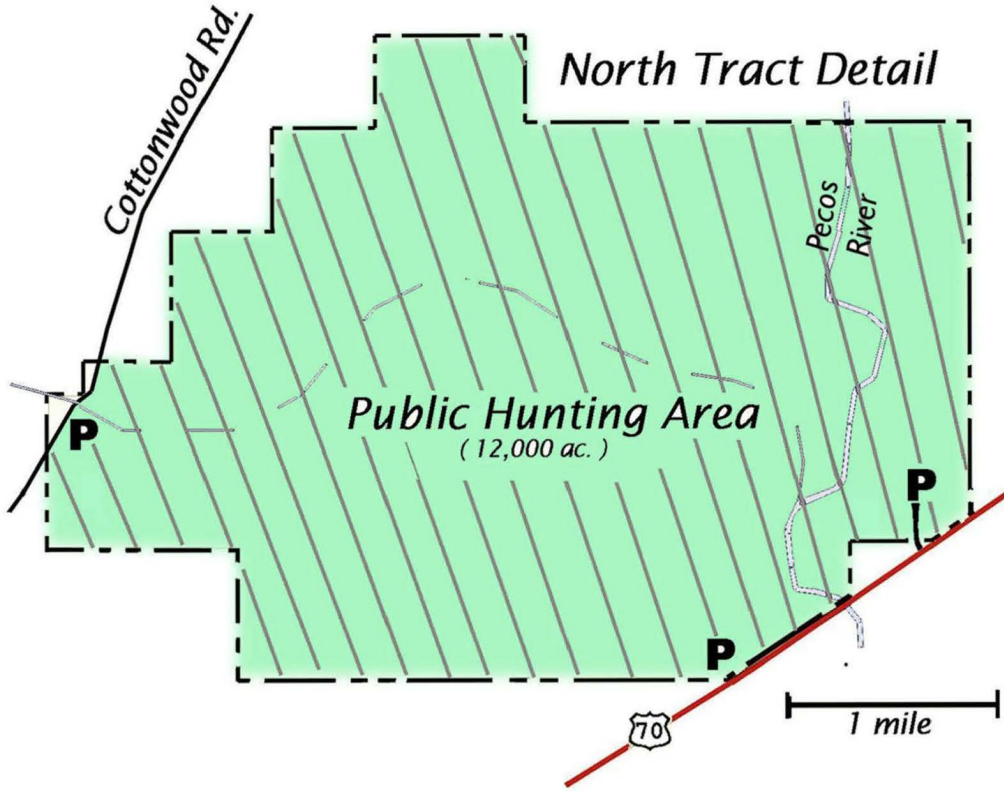 North Tract Detail
Cottonwood Rd.
Pecos
River
Public Hunting Area
( 12,000 ac. )
P
P
P
70
1 mile